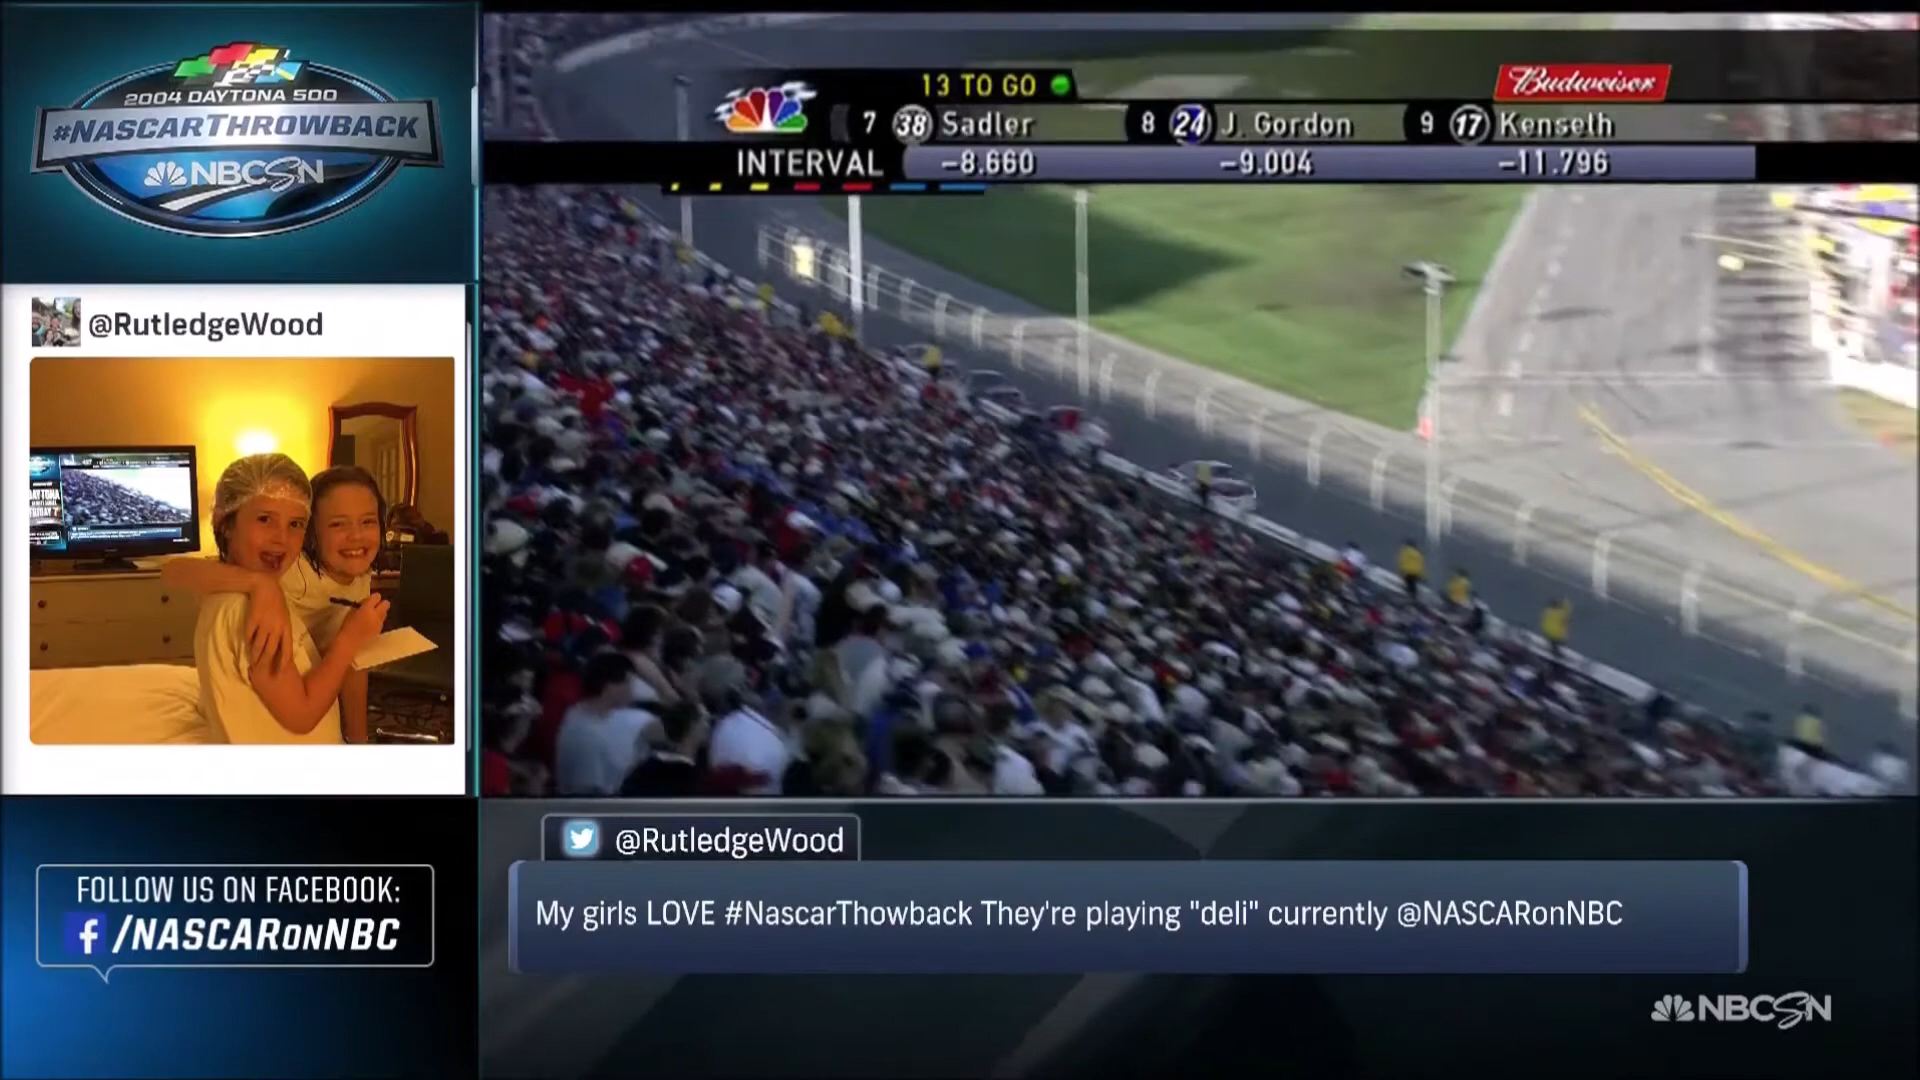 2004 DAYTONA 500
#NASCARTHROWBACK
NBCSN
@RutledgeWood
FOLLOW US ON FACEBOOK:
f/NASCARONNBC
13 TO GO
Budweiser
7 38 Sadler 8 24 J. Gordon 9 17 Kenseth
INTERVAL -8.660 -9.004 -11.796
@RutledgeWood
My girls LOVE #NascarThowback They're playing "deli" currently @NASCARonNBC
NBCSN